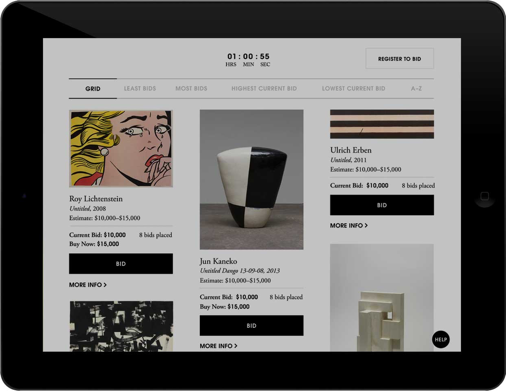 01 : 00 : 55
HRS MIN SEC
REGISTER TO BID
GRID LEAST BIDS MOST BIDS HIGHEST CURRENT BID LOWEST CURRENT BID A–Z
Roy Lichtenstein
Untitled, 2008
Estimate: $10,000–$15,000
Current Bid: $10,000 8 bids placed
Buy Now: $15,000
BID
MORE INFO >
Jun Kaneko
Untitled Dango 13-09-08, 2013
Estimate: $10,000–$15,000
Current Bid: $10,000 8 bids placed
Buy Now: $15,000
BID
MORE INFO >
Ulrich Erben
Untitled, 2011
Estimate: $10,000–$15,000
Current Bid: $10,000 8 bids placed
BID
MORE INFO >
HELP